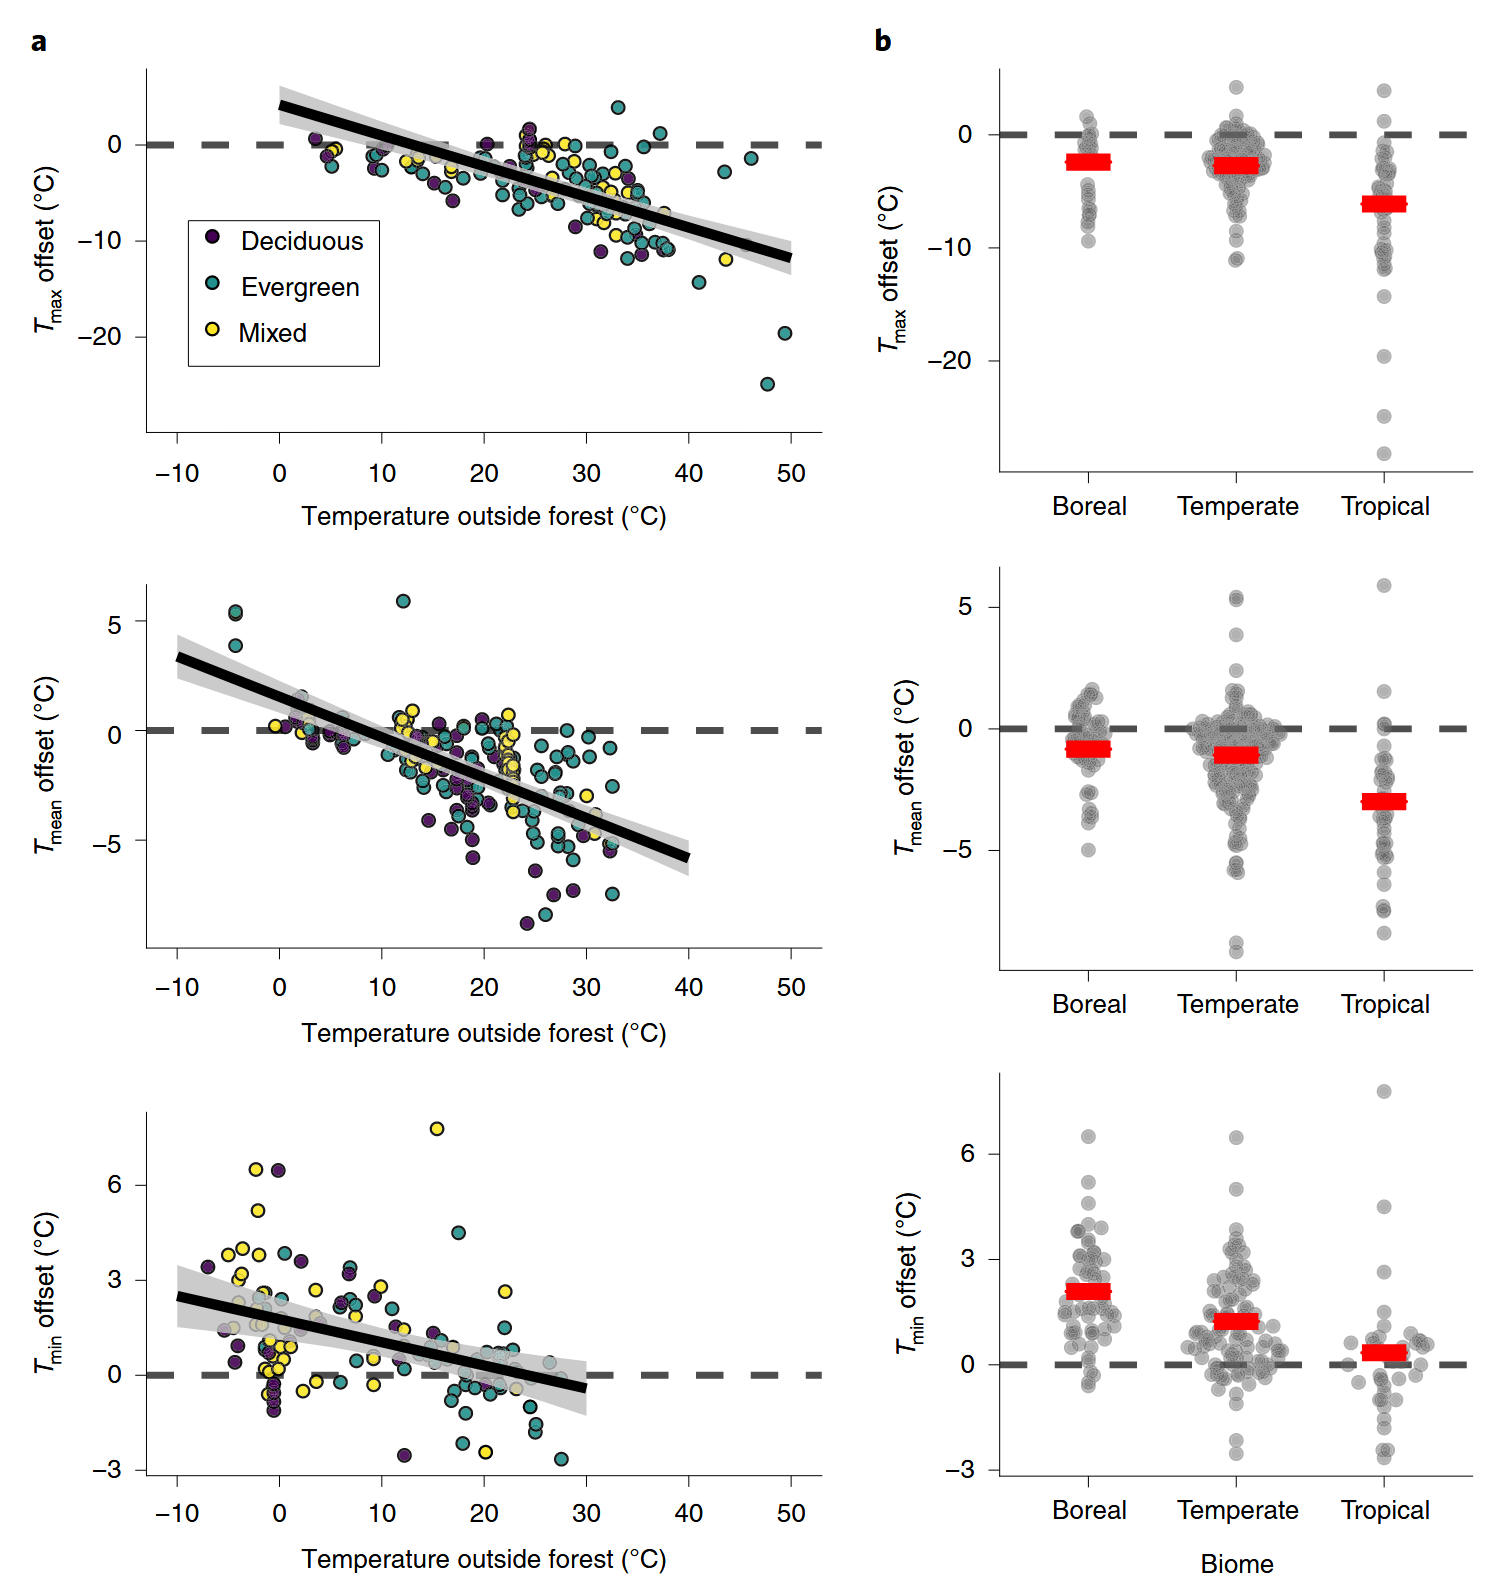 a
0
−10
−20
Tmax offset (°C)
Deciduous
Evergreen
Mixed
−10 0 10 20 30 40 50
Temperature outside forest (°C)
b
0
−10
−20
Tmax offset (°C)
Boreal Temperate Tropical
5
0
−5
Tmean offset (°C)
−10 0 10 20 30 40 50
Temperature outside forest (°C)
5
0
−5
Tmean offset (°C)
Boreal Temperate Tropical
6
3
0
−3
Tmin offset (°C)
−10 0 10 20 30 40 50
Temperature outside forest (°C)
6
3
0
−3
Tmin offset (°C)
Boreal Temperate Tropical
Biome